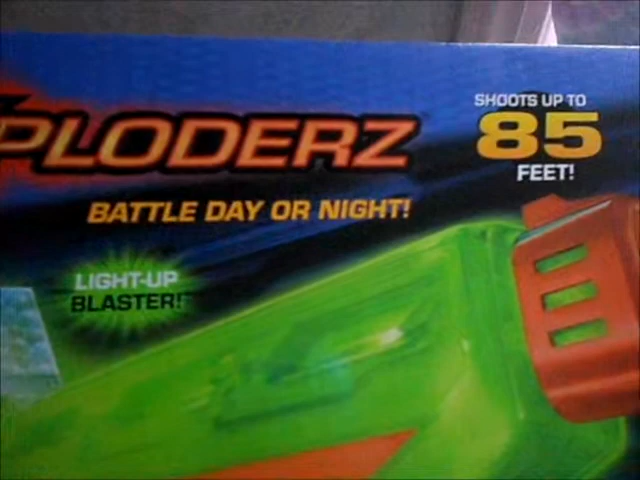 PLODERZ
SHOOTS UP TO
85
FEET!
BATTLE DAY OR NIGHT!
LIGHT-UP
BLASTER!